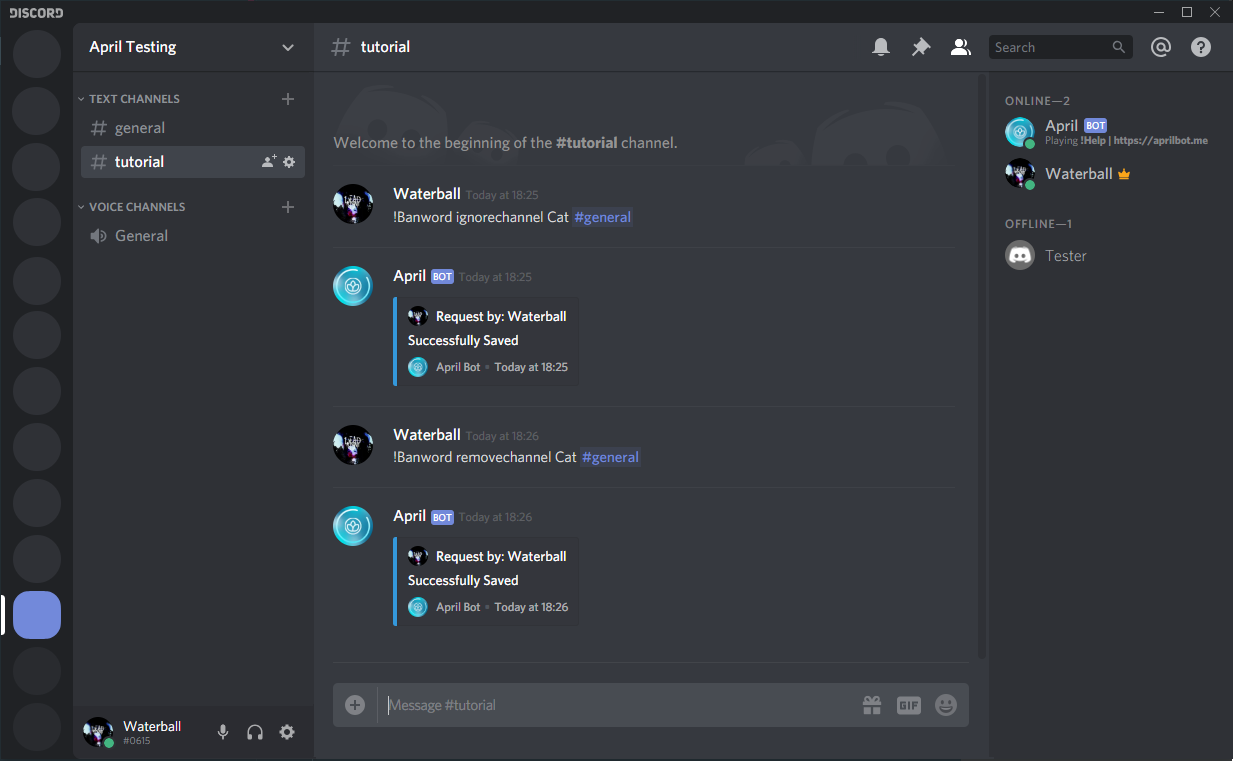 DISCORD
April Testing
TEXT CHANNELS
general
tutorial
VOICE CHANNELS
General
Waterball
#0615
# tutorial
Search
Welcome to the beginning of the #tutorial channel.
Waterball Today at 18:25
!Banword ignorechannel Cat #general
April BOT Today at 18:25
Request by: Waterball
Successfully Saved
April Bot • Today at 18:25
Waterball Today at 18:26
!Banword removechannel Cat #general
April BOT Today at 18:26
Request by: Waterball
Successfully Saved
April Bot • Today at 18:26
Message #tutorial
GIF
ONLINE—2
April BOT
Playing !Help | https://aprilbot.me
Waterball
OFFLINE—1
Tester